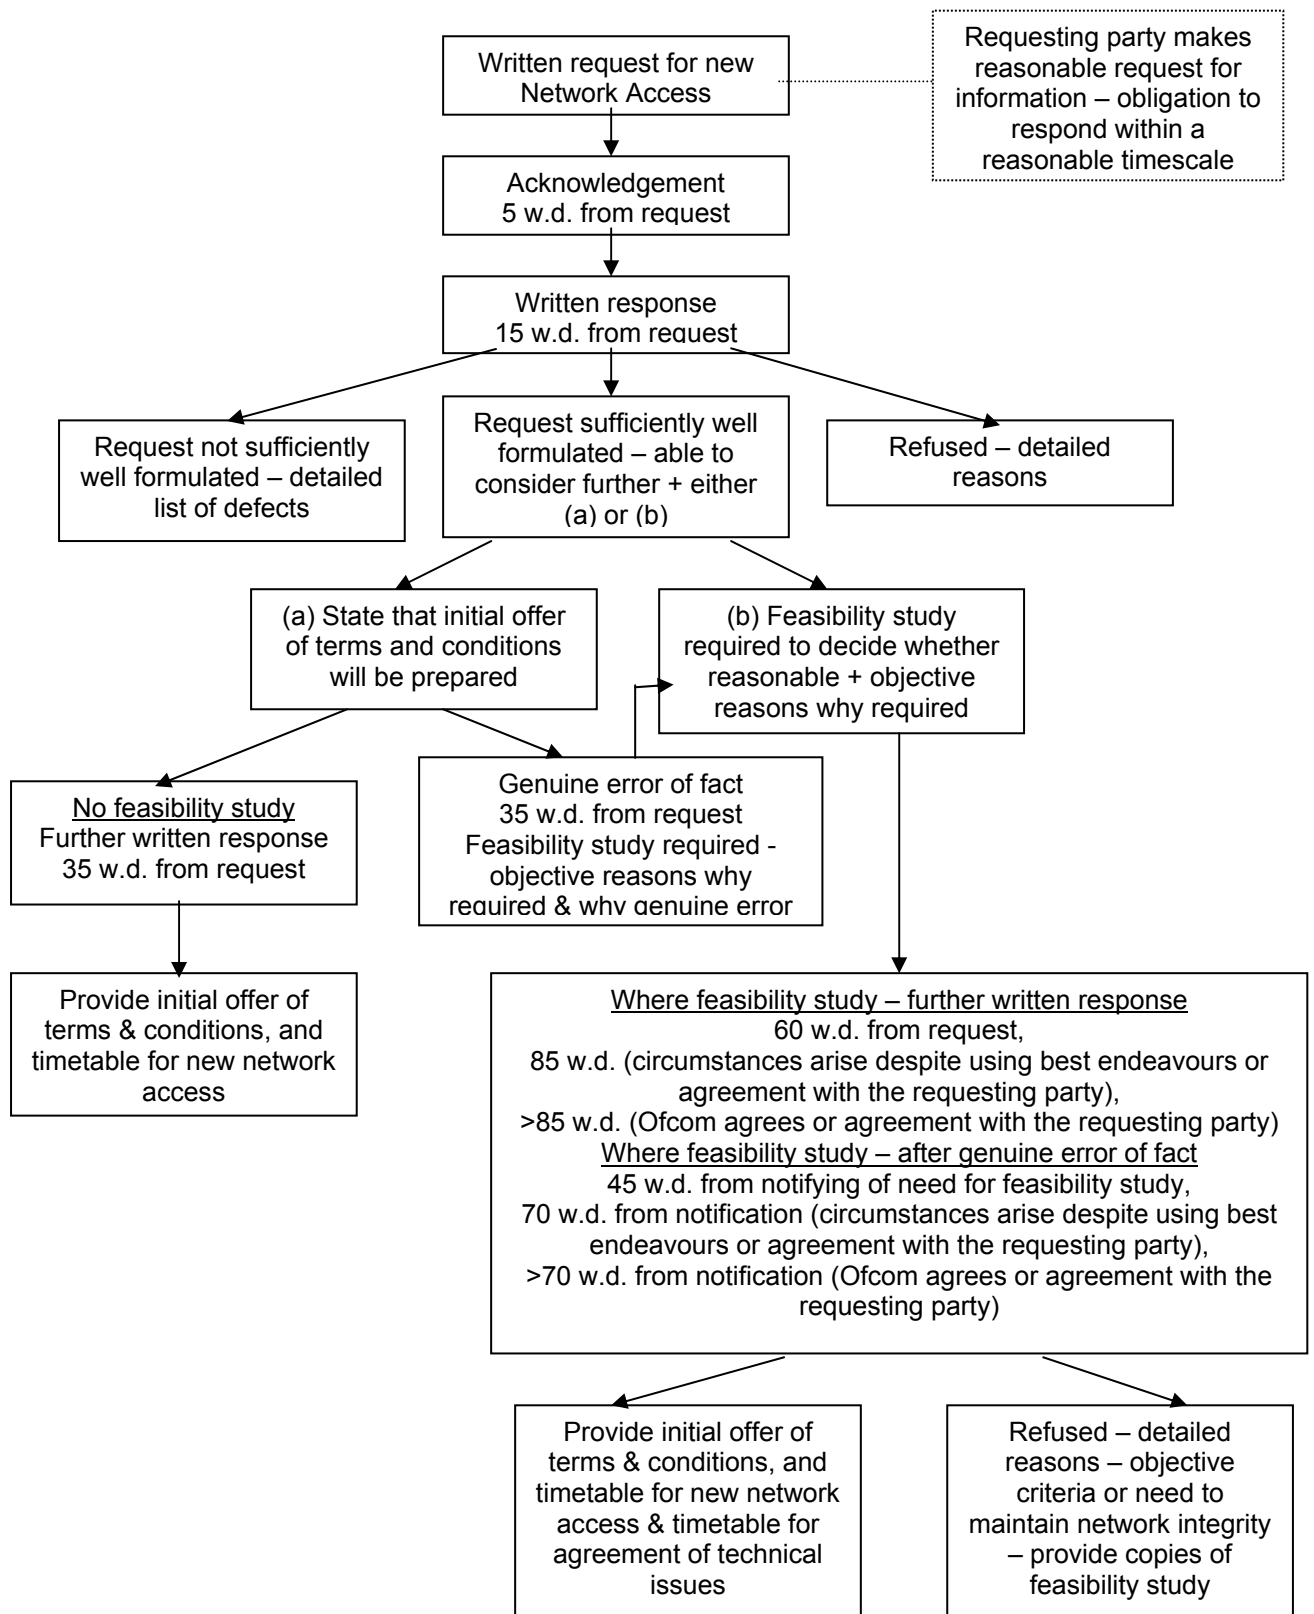 Written request for new
Network Access
Requesting party makes
reasonable request for
information – obligation to
respond within a
reasonable timescale
Acknowledgement
5 w.d. from request
Written response
15 w.d. from request
Request not sufficiently
well formulated – detailed
list of defects
Request sufficiently well
formulated – able to
consider further + either
(a) or (b)
Refused – detailed
reasons
(a) State that initial offer
of terms and conditions
will be prepared
(b) Feasibility study
required to decide whether
reasonable + objective
reasons why required
No feasibility study
Further written response
35 w.d. from request
Genuine error of fact
35 w.d. from request
Feasibility study required -
objective reasons why
required & why genuine error
Provide initial offer of
terms & conditions, and
timetable for new network
access
Where feasibility study – further written response
60 w.d. from request,
85 w.d. (circumstances arise despite using best endeavours or
agreement with the requesting party),
>85 w.d. (Ofcom agrees or agreement with the requesting party)
Where feasibility study – after genuine error of fact
45 w.d. from notifying of need for feasibility study,
70 w.d. from notification (circumstances arise despite using best
endeavours or agreement with the requesting party),
>70 w.d. from notification (Ofcom agrees or agreement with the
requesting party)
Provide initial offer of
terms & conditions, and
timetable for new network
access & timetable for
agreement of technical
issues
Refused – detailed
reasons – objective
criteria or need to
maintain network integrity
– provide copies of
feasibility study